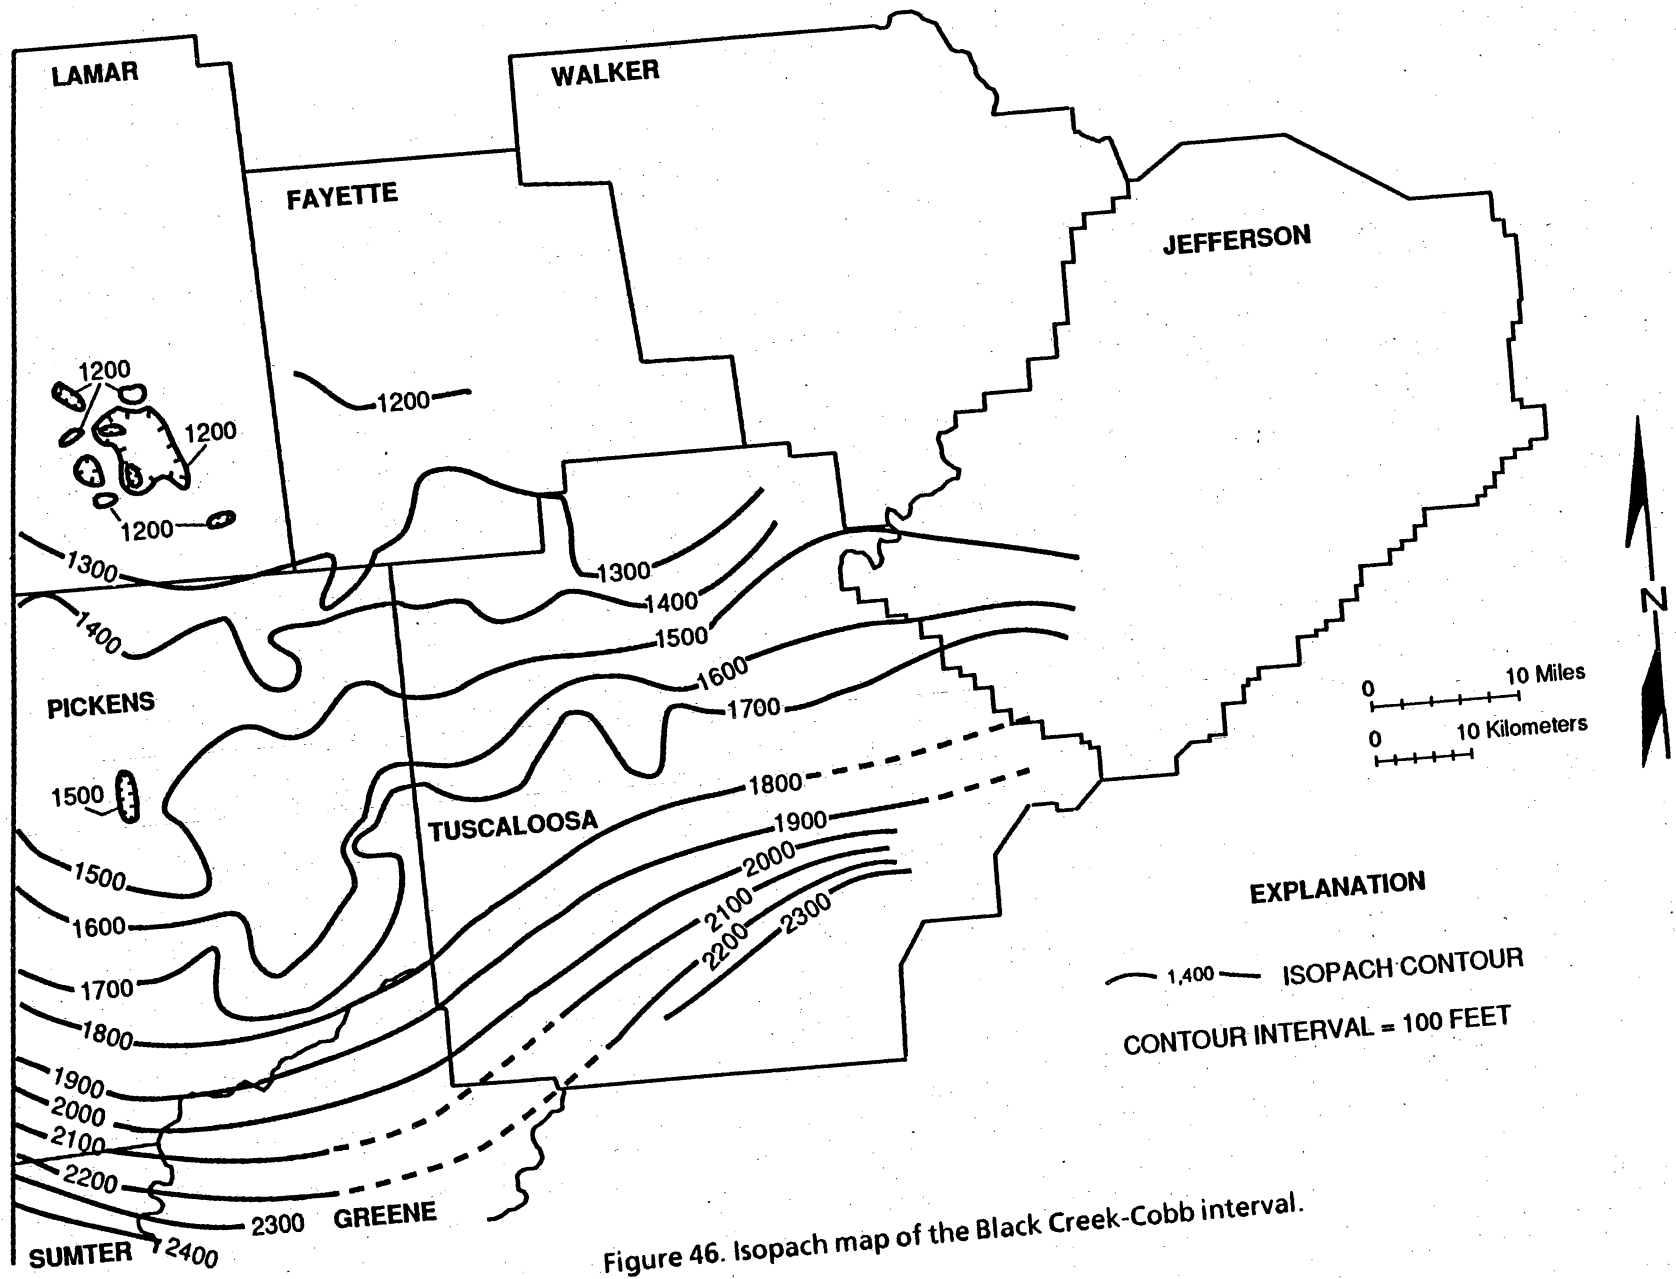 LAMAR
WALKER
FAYETTE
JEFFERSON
1200
1200
1200
1200
1300
1300
1400
1400
1500
1600
PICKENS
1700
10 Miles
0
10 Kilometers
0
N
1500
1800
TUSCALOOSA
1900
2000
1500
2100
2300
1600
2200
EXPLANATION
1,400
ISOPACH CONTOUR
1700
1800
CONTOUR INTERVAL = 100 FEET
1900
2000
2100
2200
2300
GREENE
SUMTER
2400
Figure 46. Isopach map of the Black Creek-Cobb interval.